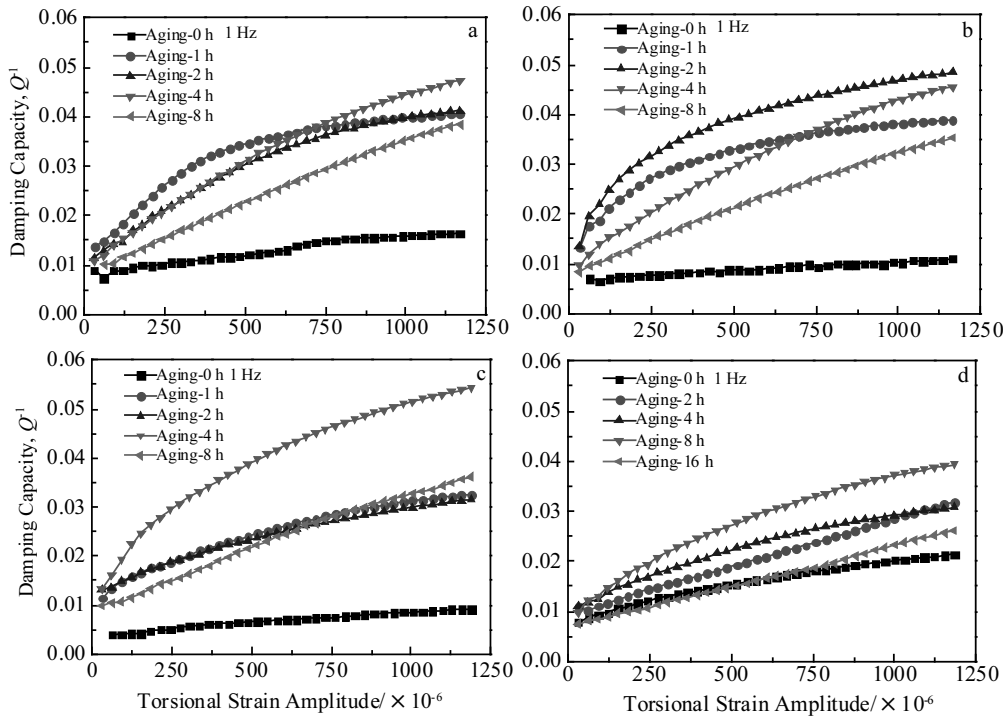 0.06
0.05
0.04
0.03
0.02
0.01
0.00
Damping Capacity, Q⁻¹
Aging-0 h 1 Hz
Aging-1 h
Aging-2 h
Aging-4 h
Aging-8 h
a
0 250 500 750 1000 1250
0.06
0.05
0.04
0.03
0.02
0.01
0.00
Aging-0 h 1 Hz
Aging-1 h
Aging-2 h
Aging-4 h
Aging-8 h
b
0 250 500 750 1000 1250
0.06
0.05
0.04
0.03
0.02
0.01
0.00
Damping Capacity, Q⁻¹
Aging-0 h 1 Hz
Aging-1 h
Aging-2 h
Aging-4 h
Aging-8 h
c
0 250 500 750 1000 1250
Torsional Strain Amplitude/ × 10⁻⁶
0.06
0.05
0.04
0.03
0.02
0.01
0.00
Aging-0 h 1 Hz
Aging-2 h
Aging-4 h
Aging-8 h
Aging-16 h
d
0 250 500 750 1000 1250
Torsional Strain Amplitude/ × 10⁻⁶